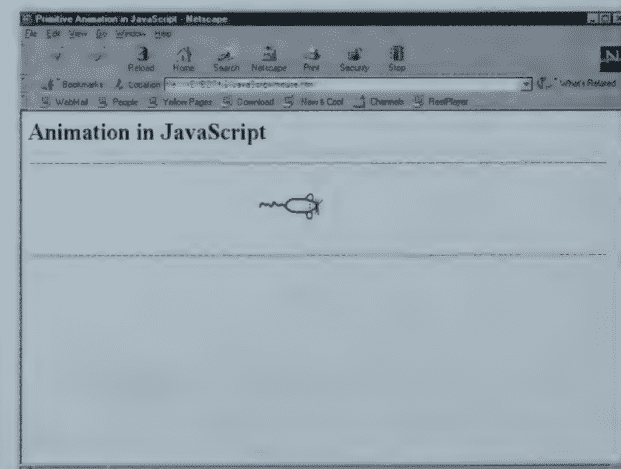 Primitive Animation in JavaScript - Netscape
File Edit View Go Window Help
Reload Home Search Netscape Print Security Stop
Bookmarks Location What's Related
WebMail People Yellow Pages Download New & Cool Channels RealPlayer
Animation in JavaScript